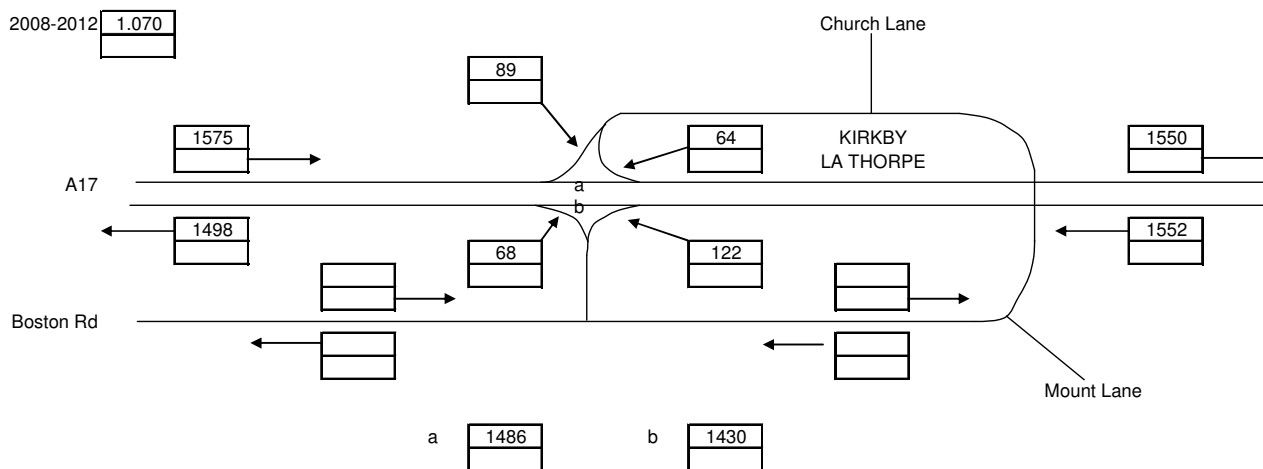 2008-2012 1.070
Church Lane
89
1575
64
KIRKBY
LA THORPE
1550
A17
a
b
1498
68
122
1552
Boston Rd
Mount Lane
a 1486 b 1430